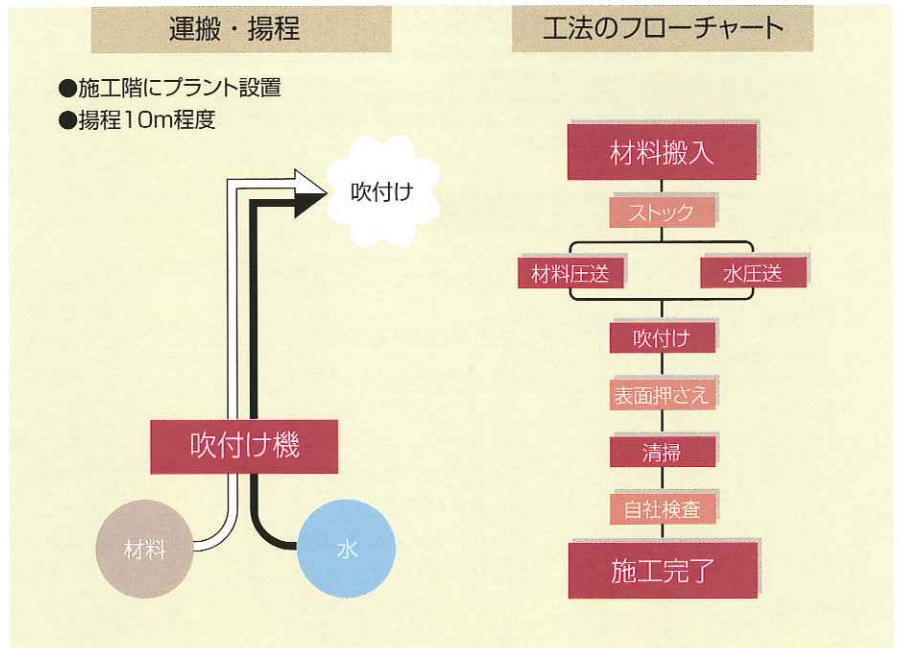 運搬・揚程
●施工階にプラント設置
●揚程10m程度
吹付け
吹付け機
材料
水
工法のフローチャート
材料搬入
ストック
材料圧送
水圧送
吹付け
表面押さえ
清掃
自社検査
施工完了